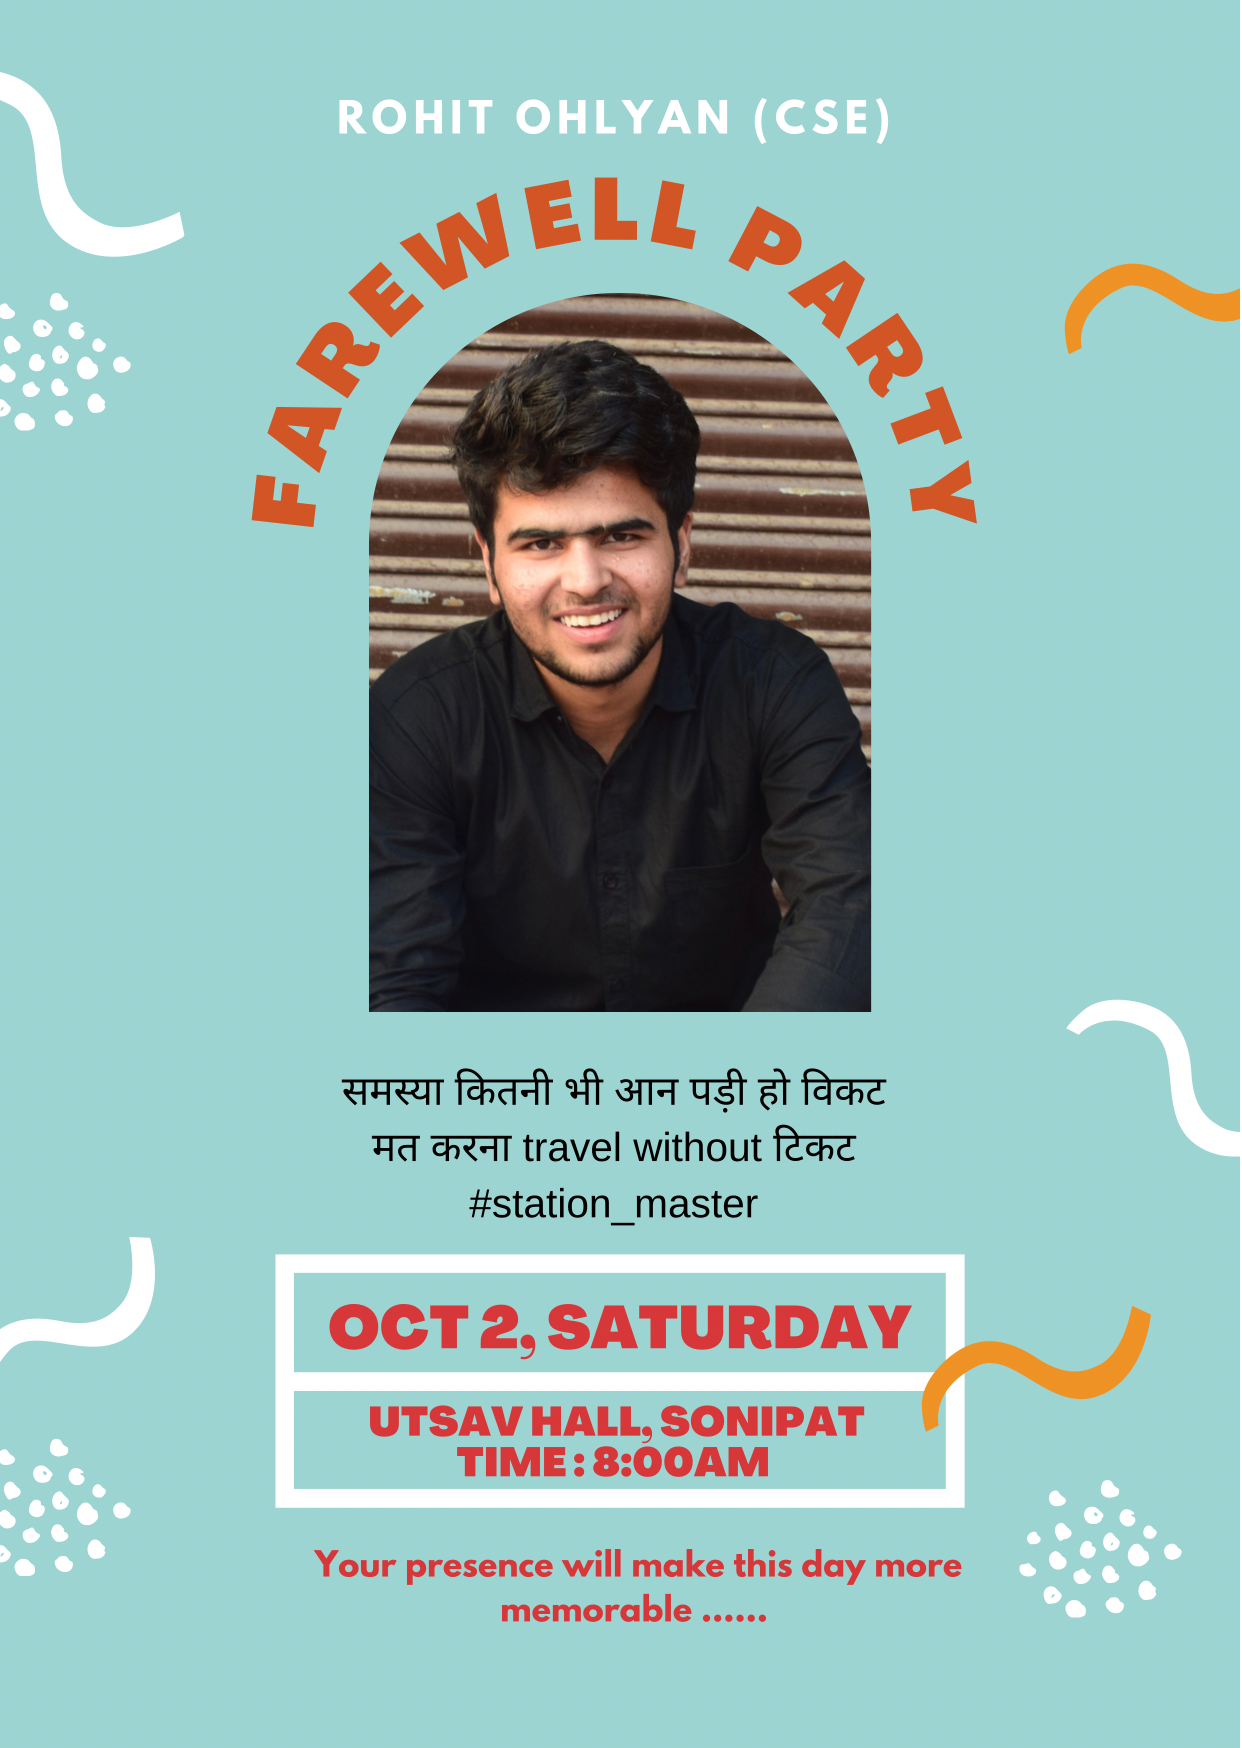 ROHIT OHLYAN (CSE)
FAREWELL PARTY
समस्या कितनी भी आन पड़ी हो विकट
मत करना travel without टिकट
#station_master
OCT 2, SATURDAY
UTSAV HALL, SONIPAT
TIME : 8:00AM
Your presence will make this day more
memorable ......